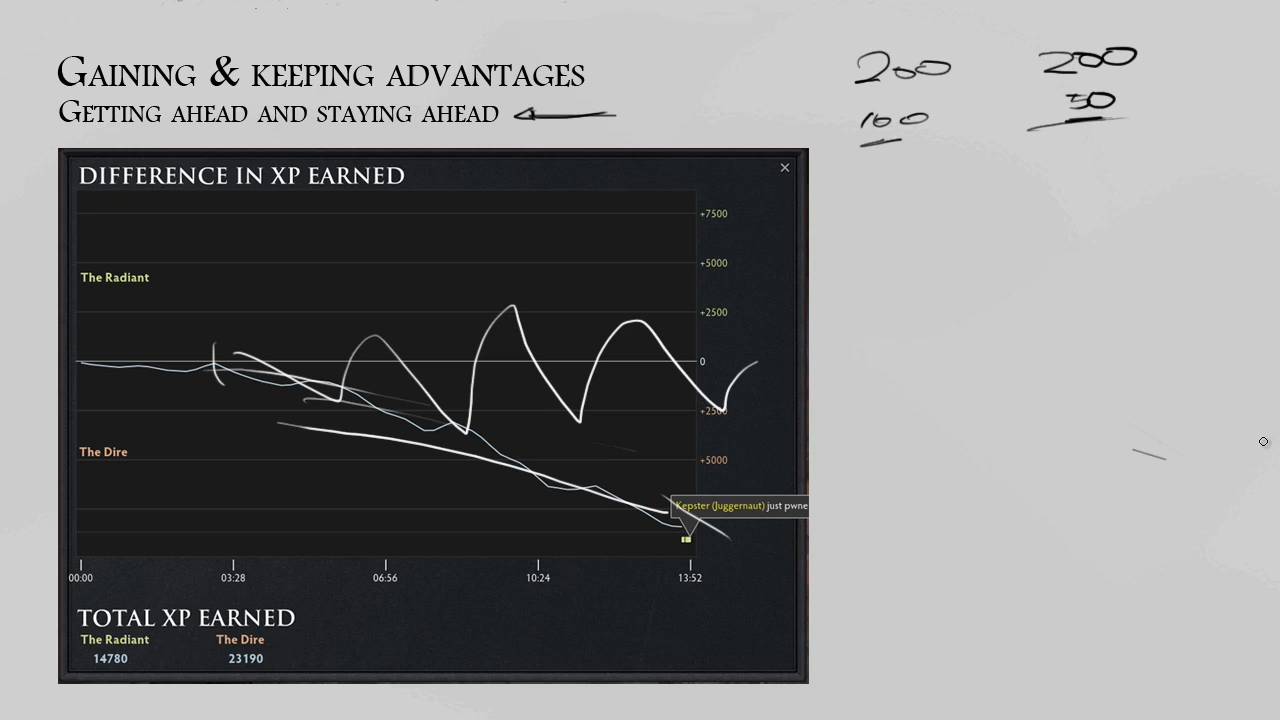 GAINING & KEEPING ADVANTAGES
GETTING AHEAD AND STAYING AHEAD
200 200
100 50
DIFFERENCE IN XP EARNED
×
+7500
The Radiant
+5000
+2500
0
+2500
The Dire
+5000
Kepster (Juggernaut) just pwne
00:00 03:28 06:56 10:24 13:52
TOTAL XP EARNED
The Radiant The Dire
14780 23190